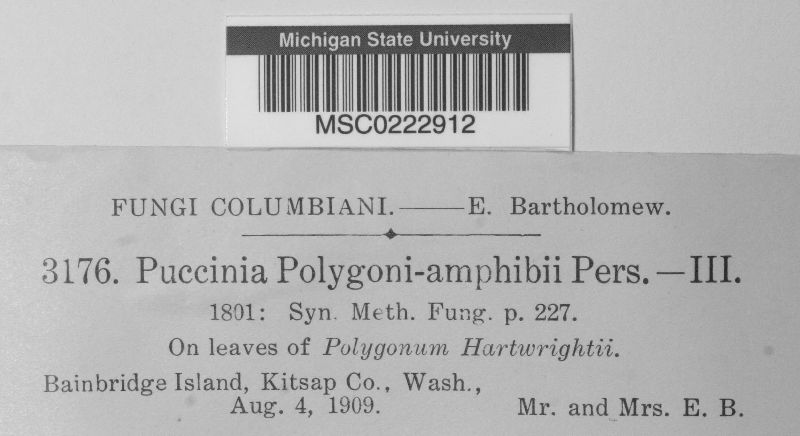 Michigan State University
MSC0222912
FUNGI COLUMBIANI.——E. Bartholomew.
3176. Puccinia Polygoni-amphibii Pers.—III.
1801: Syn. Meth. Fung. p. 227.
On leaves of Polygonum Hartwrightii.
Bainbridge Island, Kitsap Co., Wash.,
Aug. 4, 1909. Mr. and Mrs. E. B.